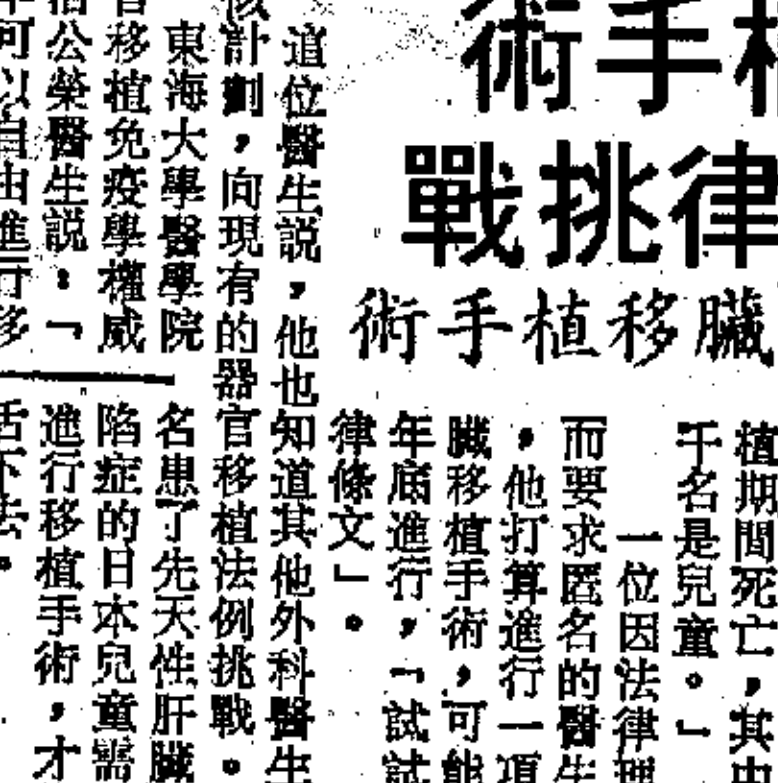 手術
律挑戰
臟移植手術
植期間死亡,其中
千名是兒童。」
一位因法律理
而要求匿名的醫生
,他打算進行一項
臟移植手術,可能
年底進行,「試試
律條文」。
這位醫生説,他也知道其他外科醫生
計劃,向現有的器官移植法例挑戰。
東海大學醫學院
移植免疫學權威
公榮醫生説:「
可以自由進行移
名患了先天性肝臟
陷症的日本兒童需
進行移植手術,才
活下去。